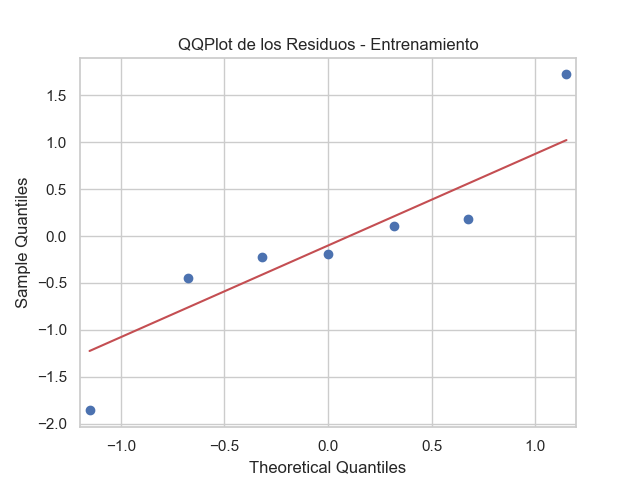 QQPlot de los Residuos - Entrenamiento
1.5
1.0
0.5
0.0
−0.5
−1.0
−1.5
−2.0
Sample Quantiles
−1.0 −0.5 0.0 0.5 1.0
Theoretical Quantiles